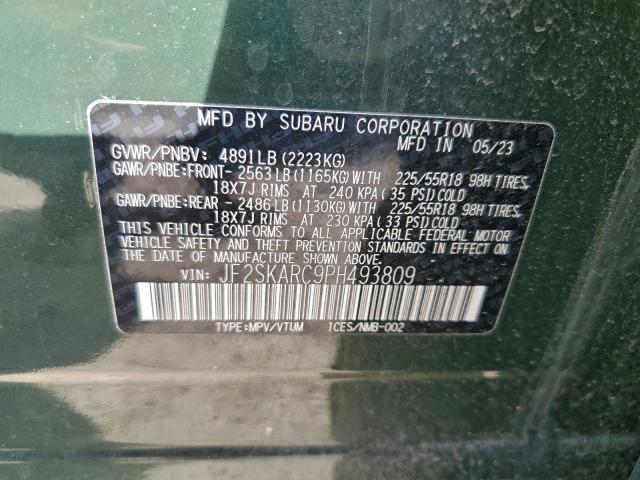 MFD BY SUBARU CORPORATION
MFD IN 05/23
GVWR/PNBV: 4891LB (2223KG)
GAWR/PNBE:FRONT- 2563 LB (1165KG) WITH 225/55R18 98H TIRES,
18X7J RIMS AT 240 KPA (35 PSI) COLD
GAWR/PNBE:REAR - 2486 LB (1130KG) WITH 225/55R18 98H TIRES,
18X7J RIMS AT 230 KPA (33 PSI) COLD
THIS VEHICLE CONFORMS TO ALL APPLICABLE FEDERAL MOTOR
VEHICLE SAFETY AND THEFT PREVENTION STANDARDS IN EFFECT ON
THE DATE OF MANUFACTURE SHOWN ABOVE.
VIN: JF2SKARC9PH493809
TYPE:MPV/VTUM ICES/NMB-002